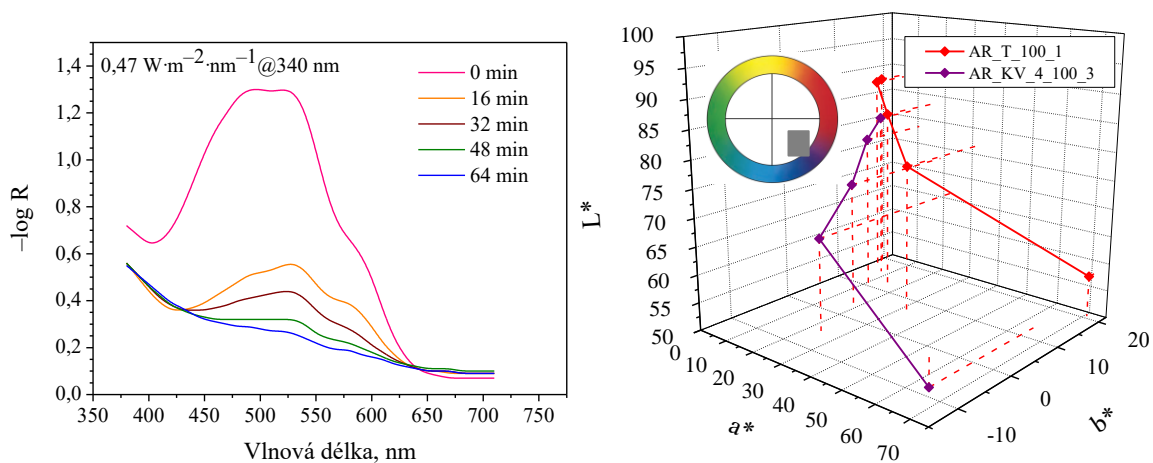 0,47 W·m⁻²·nm⁻¹@340 nm
0 min
16 min
32 min
48 min
64 min
1,4
1,2
1,0
0,8
0,6
0,4
0,2
0,0
–log R
350 400 450 500 550 600 650 700 750
Vlnová délka, nm
AR_T_100_1
AR_KV_4_100_3
100
95
90
85
80
75
70
65
60
55
50
L*
0 10 20 30 40 50 60 70
a*
-10 0 10 20
b*